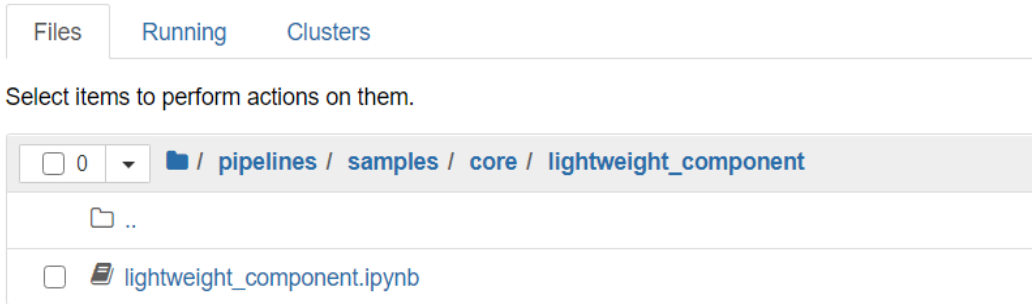 Files Running Clusters
Select items to perform actions on them.
0 / pipelines / samples / core / lightweight_component
..
lightweight_component.ipynb